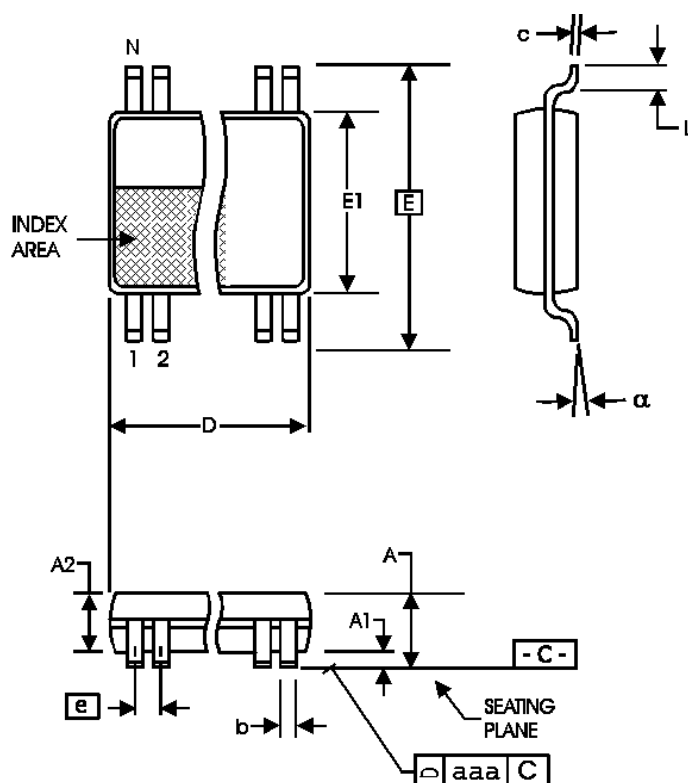 N
c
L
INDEX
AREA
E1
E
1 2
α
D
A2
A
A1
- C -
e
b
SEATING
PLANE
aaa C